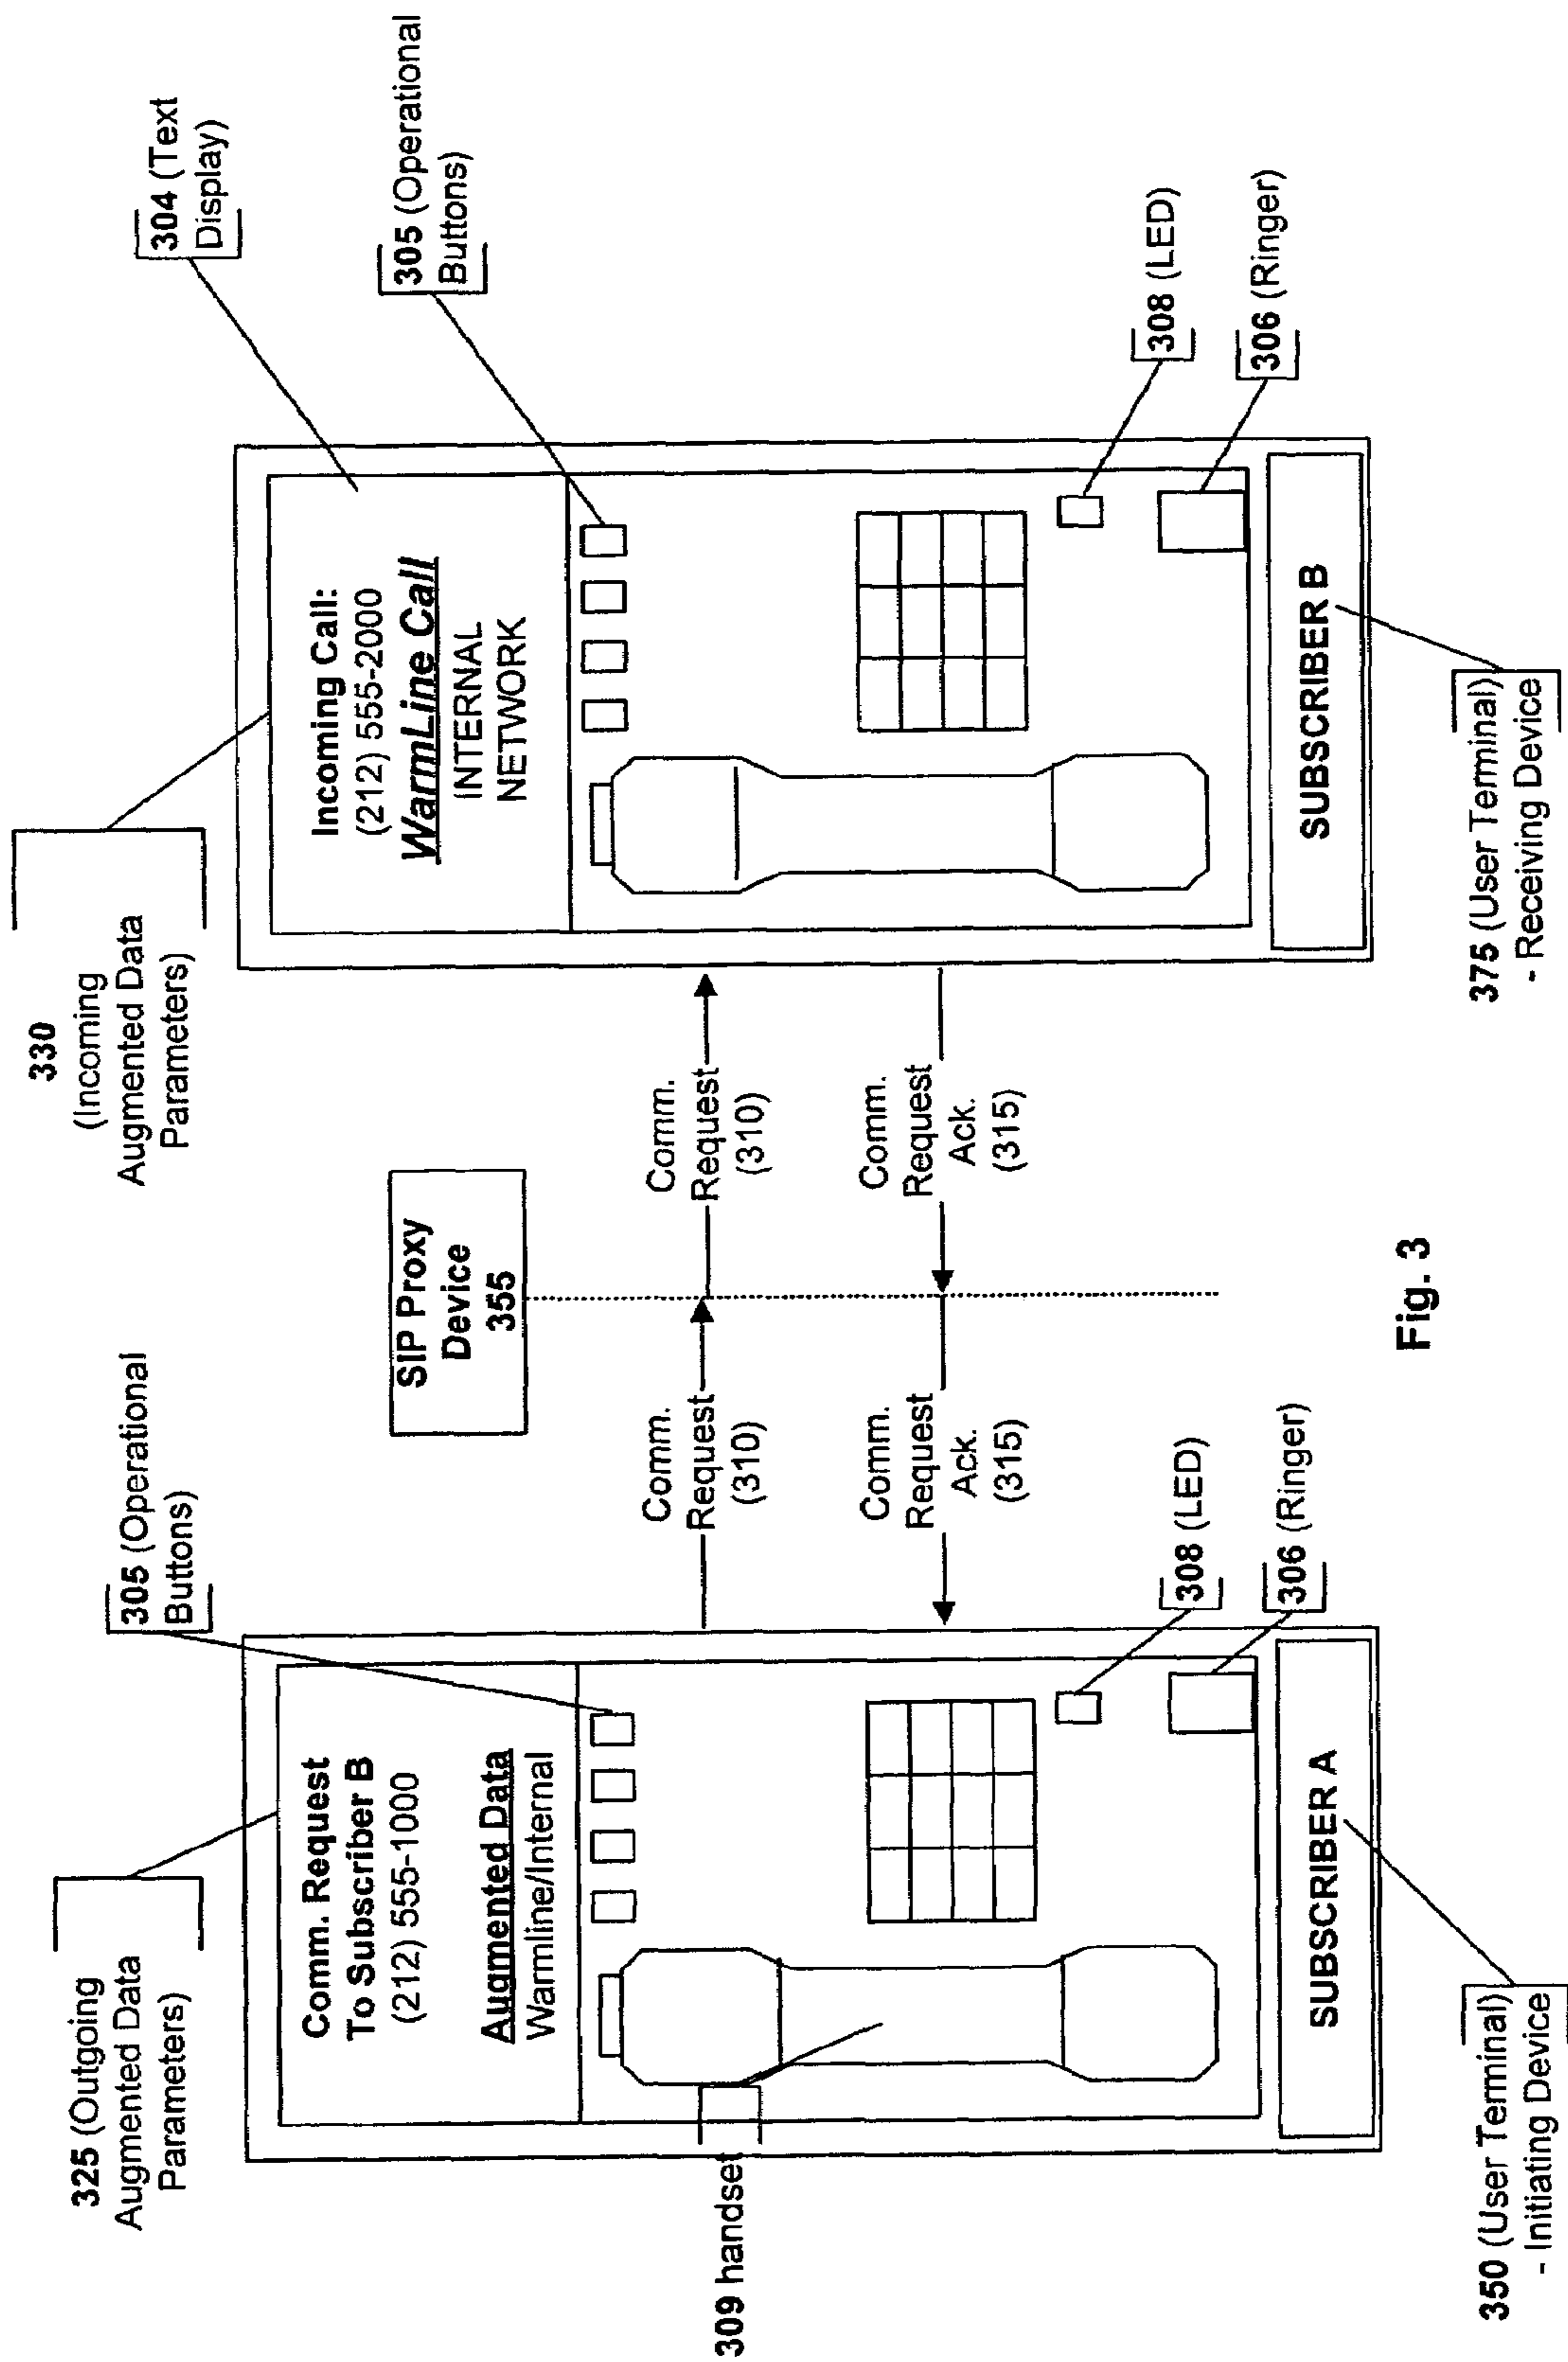 325 (Outgoing
Augmented Data
Parameters)
305 (Operational
Buttons)
330
(Incoming
Augmented Data
Parameters)
304 (Text
Display)
305 (Operational
Buttons)
Comm. Request
To Subscriber B
(212) 555-1000
Augmented Data
Warmline/Internal
SIP Proxy
Device
355
Incoming Call:
(212) 555-2000
WarmLine Call
INTERNAL
NETWORK
309 handset
Comm.
Request
(310)
Comm.
Request
(310)
Comm.
Request
Ack.
(315)
Comm.
Request
Ack.
(315)
308 (LED)
306 (Ringer)
308 (LED)
306 (Ringer)
SUBSCRIBER A
SUBSCRIBER B
350 (User Terminal)
- Initiating Device
375 (User Terminal)
- Receiving Device
Fig. 3